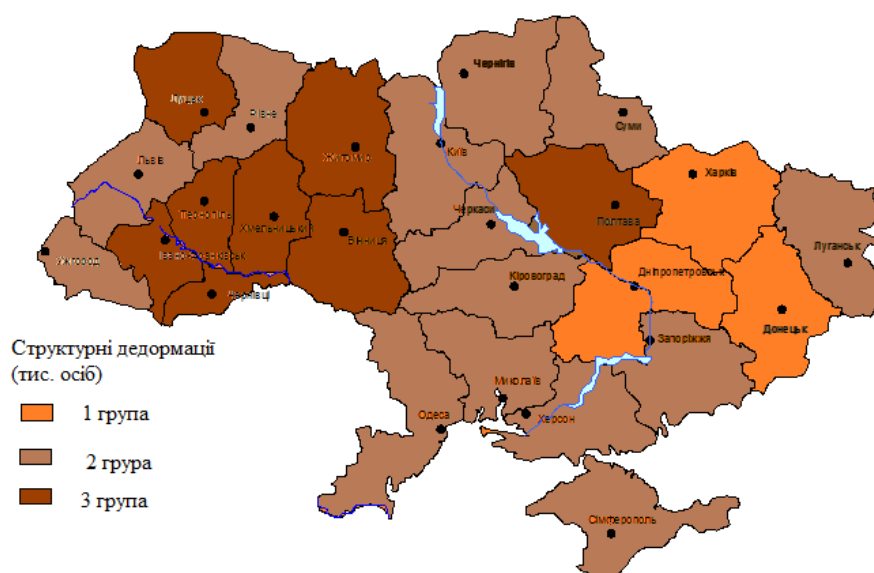 Чернігів
Луцьк
Рівне
Суми
Житомир
Київ
Львів
Харків
Тернопіль
Хмельницький
Черкаси
Полтава
Вінниця
Івано-Франківськ
Ужгород
Луганськ
Кіровоград
Дніпропетровськ
Чернівці
Донецьк
Запоріжжя
Структурні дедормації
(тис. осіб)
Миколаїв
1 група
Одеса
Херсон
2 грура
3 група
Сімферополь